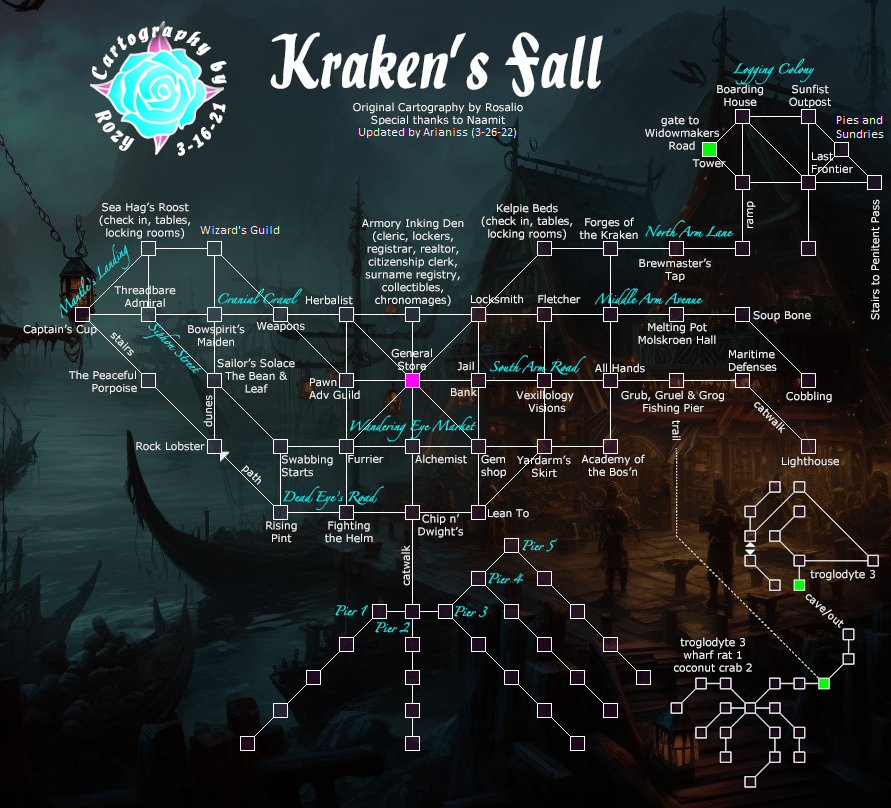 Cartography by
Rozy
3-16-21
Kraken's Fall
Original Cartography by Rosalio
Special thanks to Naamit
Updated by Arianiss (3-26-22)
Logging Colony
Boarding
House
Sunfist
Outpost
gate to
Widowmakers
Road
Tower
Pies and
Sundries
Last
Frontier
ramp
Stairs to Penitent Pass
Sea Hag's Roost
(check in, tables,
locking rooms)
Wizard's Guild
Armory Inking Den
(cleric, lockers,
registrar, realtor,
citizenship clerk,
surname registry,
collectibles,
chronomages)
Kelpie Beds
(check in, tables,
locking rooms)
Forges of
the Kraken
North Arm Lane
Brewmaster's
Tap
Mantle's Landing
Threadbare
Admiral
Cranial Crawl
Herbalist
Locksmith
Fletcher
Middle Arm Avenue
Captain's Cup
Siphon Street
Bowspirit's
Maiden
Weapons
Melting Pot
Molskroen Hall
Soup Bone
stairs
The Peaceful
Porpoise
Sailor's Solace
The Bean &
Leaf
General
Store
Jail
South Arm Road
All Hands
Maritime
Defenses
dunes
Pawn
Adv Guild
Bank
Vexillology
Visions
Grub, Gruel & Grog
Fishing Pier
Cobbling
catwalk
Wandering Eye Market
trail
Rock Lobster
Swabbing
Starts
Furrier
Alchemist
Gem
shop
Yardarm's
Skirt
Academy of
the Bos'n
Lighthouse
path
Dead Eye's Road
Rising
Pint
Fighting
the Helm
Chip n'
Dwight's
Lean To
catwalk
Pier 5
Pier 4
Pier 1
Pier 2
Pier 3
troglodyte 3
cave/out
troglodyte 3
wharf rat 1
coconut crab 2